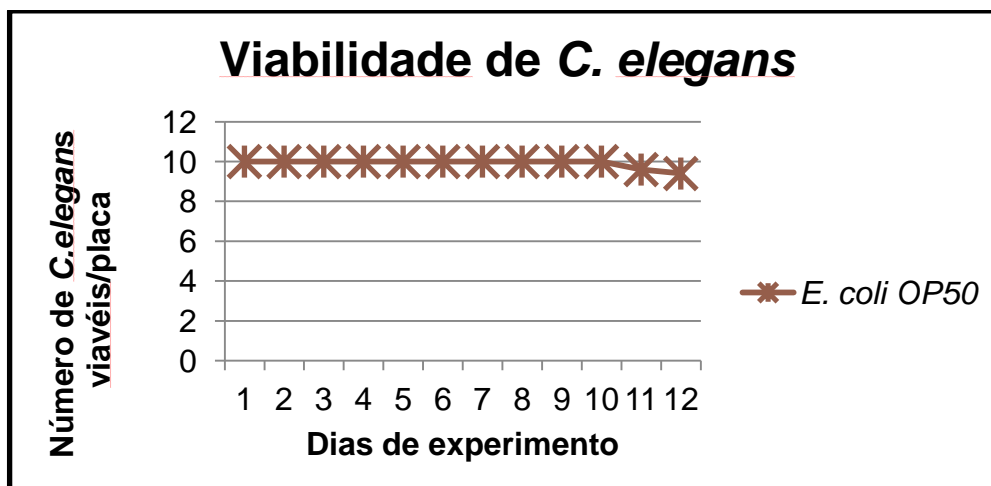 Viabilidade de C. elegans
Número de C.elegans
viavéis/placa
12
10
8
6
4
2
0
1 2 3 4 5 6 7 8 9 10 11 12
Dias de experimento
E. coli OP50